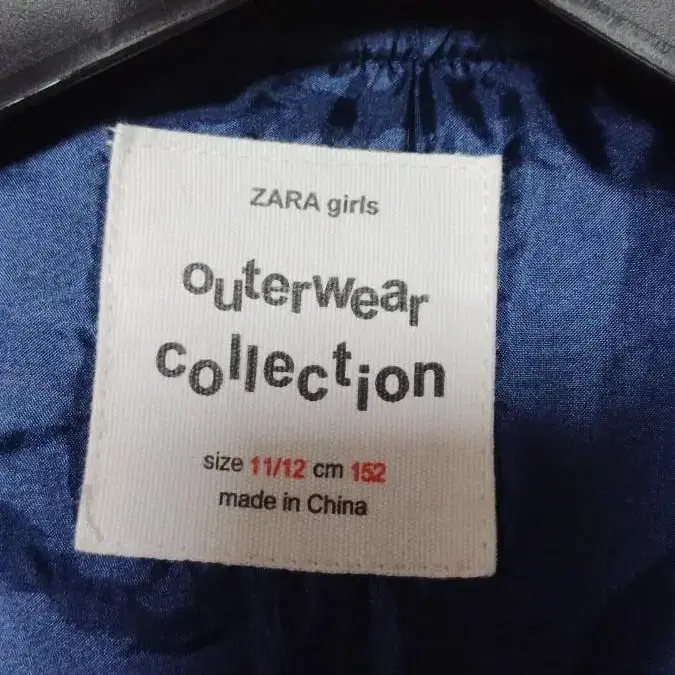 ZARA girls
outerwear
collection
size 11/12 cm 152
made in China